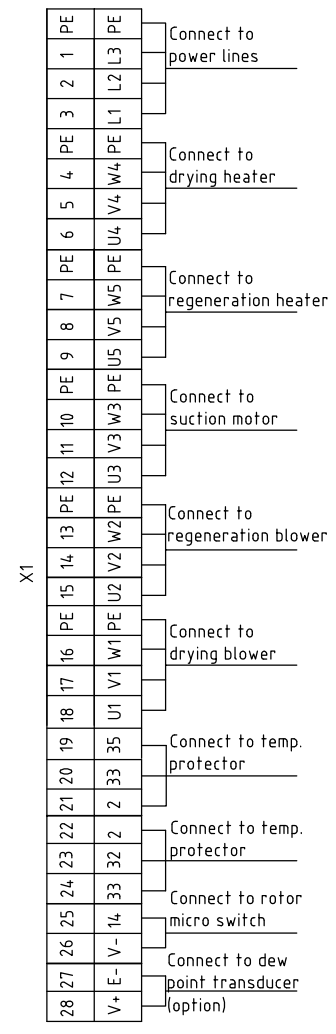 X1
PE PE
1 L3
2 L2
3 L1
Connect to
power lines
PE PE
4 W4
5 V4
6 U4
Connect to
drying heater
PE PE
7 W5
8 V5
9 U5
Connect to
regeneration heater
PE PE
10 W3
11 V3
12 U3
Connect to
suction motor
PE PE
13 W2
14 V2
15 U2
Connect to
regeneration blower
PE PE
16 W1
17 V1
18 U1
Connect to
drying blower
19 35
20 33
21 2
Connect to temp.
protector
22 2
23 32
24 33
Connect to temp.
protector
25 14
26 V-
Connect to rotor
micro switch
27 E-
28 V+
Connect to dew
point transducer
(option)